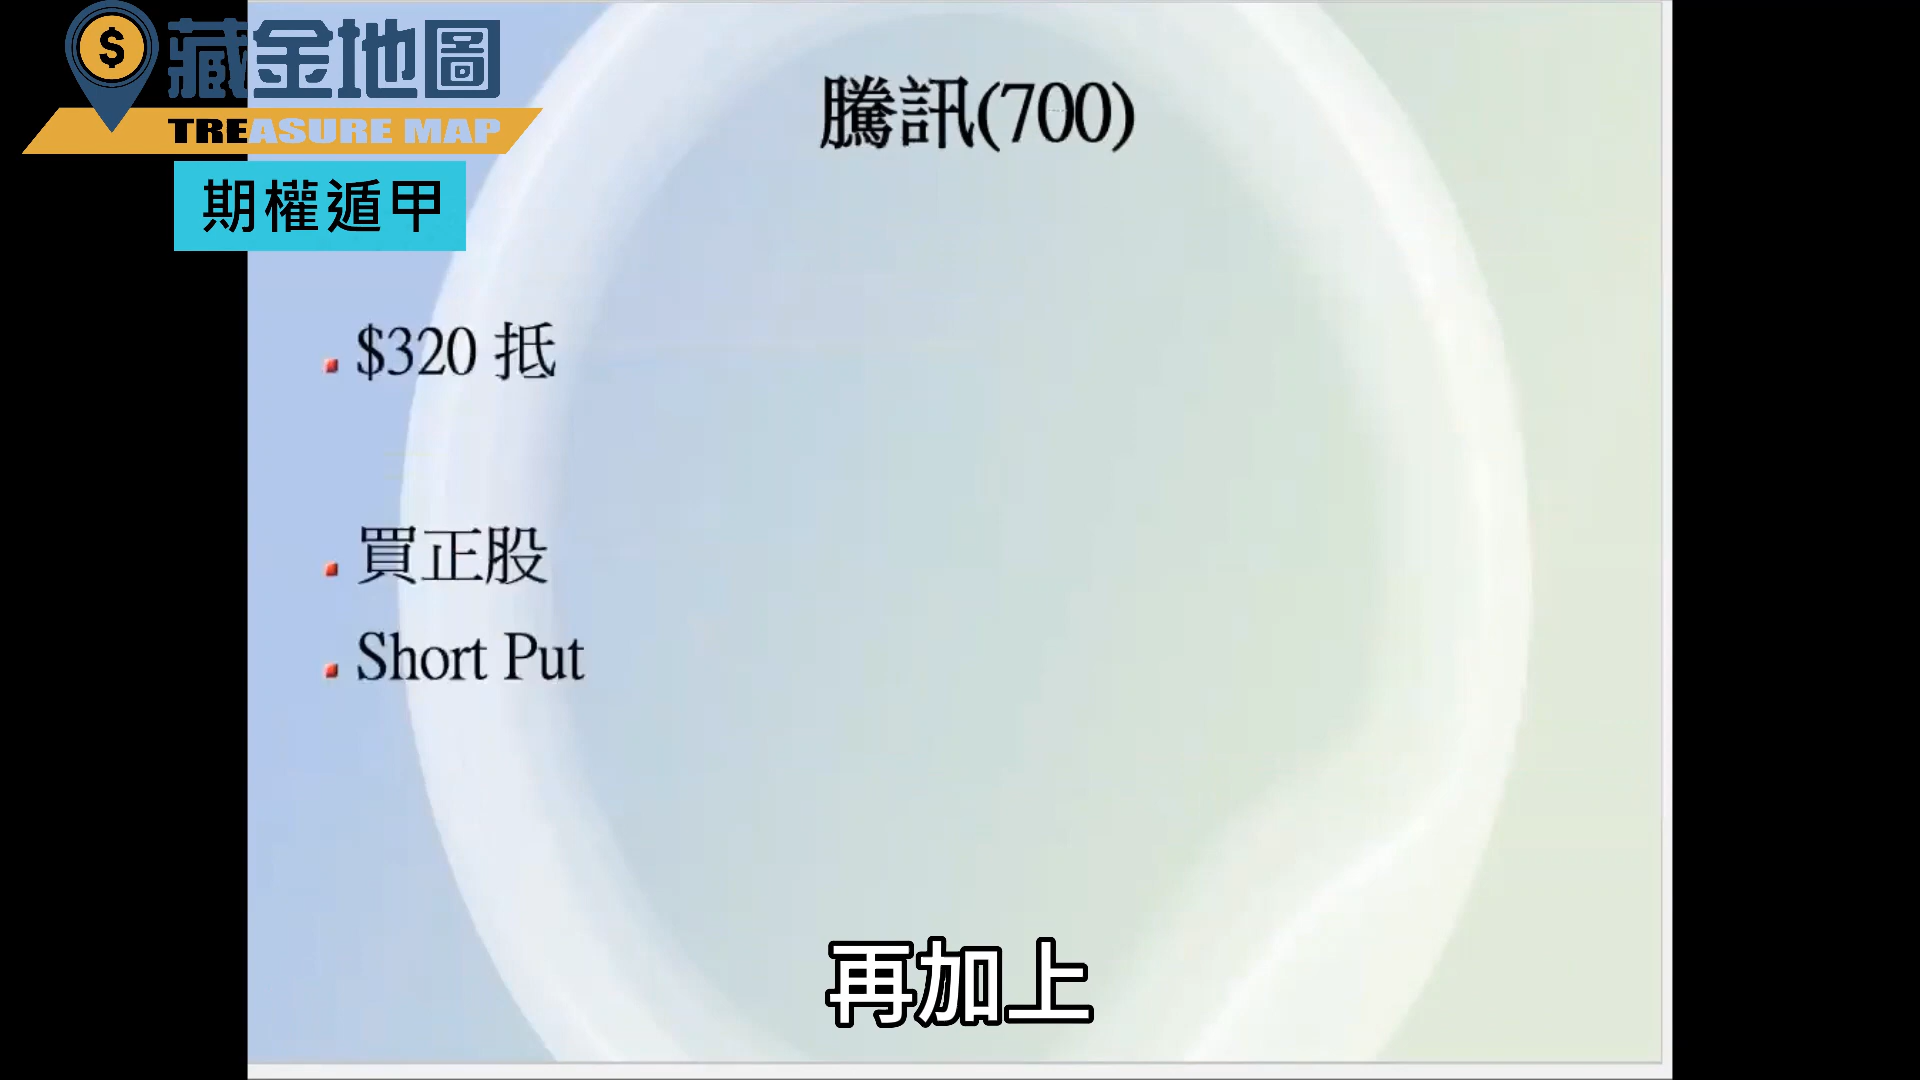 藏金地圖
TREASURE MAP
期權遁甲
騰訊(700)
$320 抵
買正股
Short Put
再加上